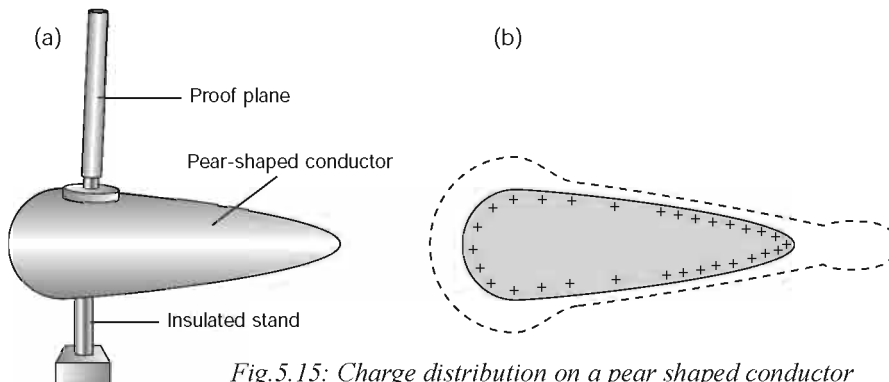 (a)
(b)
Proof plane
Pear-shaped conductor
Insulated stand
Fig.5.15: Charge distribution on a pear shaped conductor